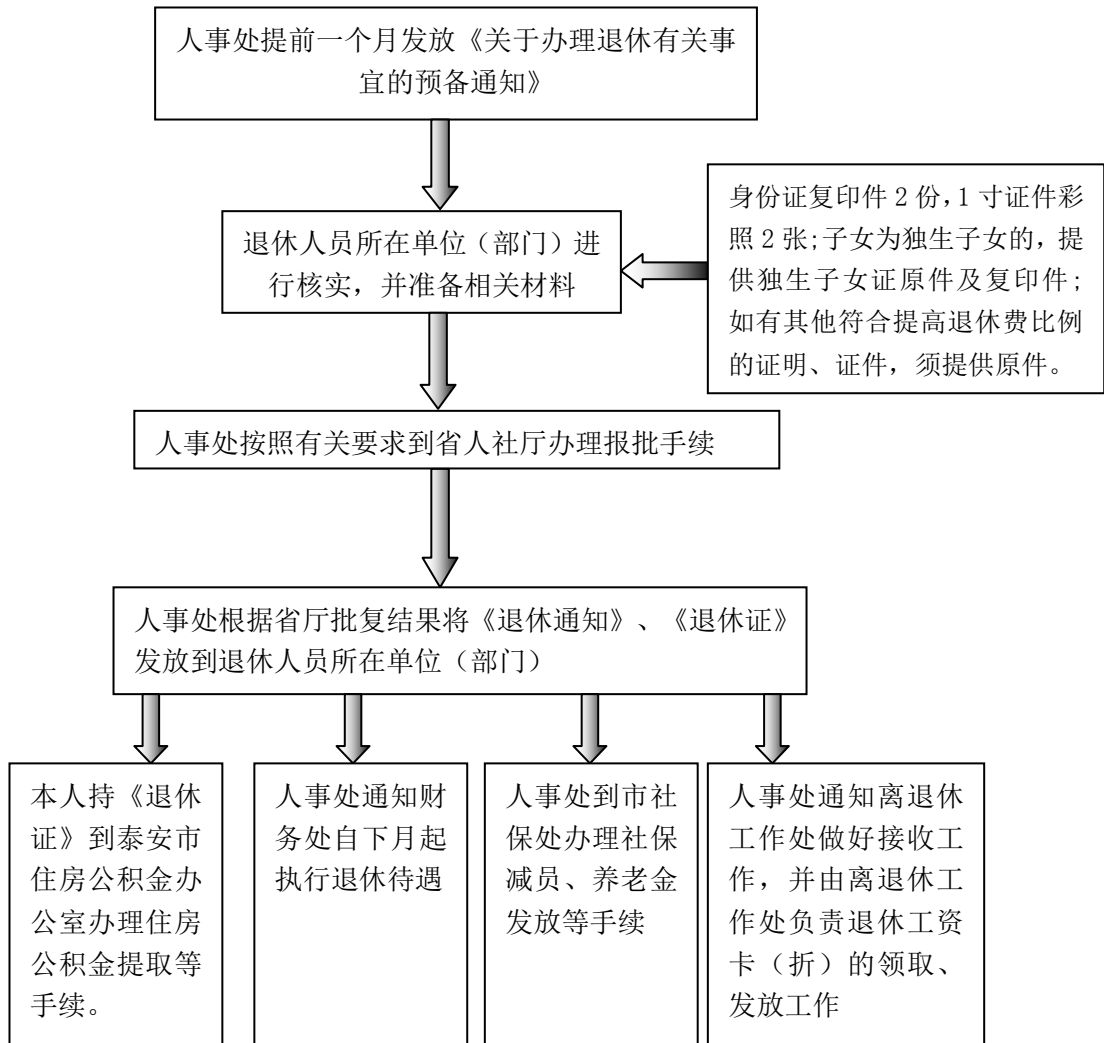 人事处提前一个月发放《关于办理退休有关事
宜的预备通知》
退休人员所在单位（部门）进
行核实，并准备相关材料
身份证复印件 2 份，1 寸证件彩
照 2 张；子女为独生子女的，提
供独生子女证原件及复印件；
如有其他符合提高退休费比例
的证明、证件，须提供原件。
人事处按照有关要求到省人社厅办理报批手续
人事处根据省厅批复结果将《退休通知》、《退休证》
发放到退休人员所在单位（部门）
本人持《退休
证》到泰安市
住房公积金办
公室办理住房
公积金提取等
手续。
人事处通知财
务处自下月起
执行退休待遇
人事处到市社
保处办理社保
减员、养老金
发放等手续
人事处通知离退休
工作处做好接收工
作，并由离退休工
作处负责退休工资
卡（折）的领取、
发放工作